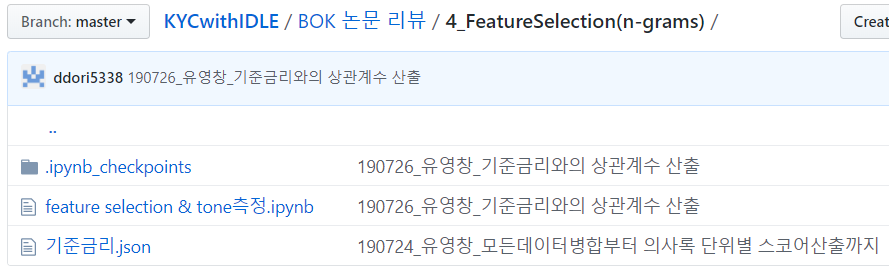 Branch: master KYCwithIDLE / BOK 논문 리뷰 / 4_FeatureSelection(n-grams) / Creat
ddori5338 190726_유영창_기준금리와의 상관계수 산출
..
.ipynb_checkpoints 190726_유영창_기준금리와의 상관계수 산출
feature selection & tone측정.ipynb 190726_유영창_기준금리와의 상관계수 산출
기준금리.json 190724_유영창_모든데이터병합부터 의사록 단위별 스코어산출까지